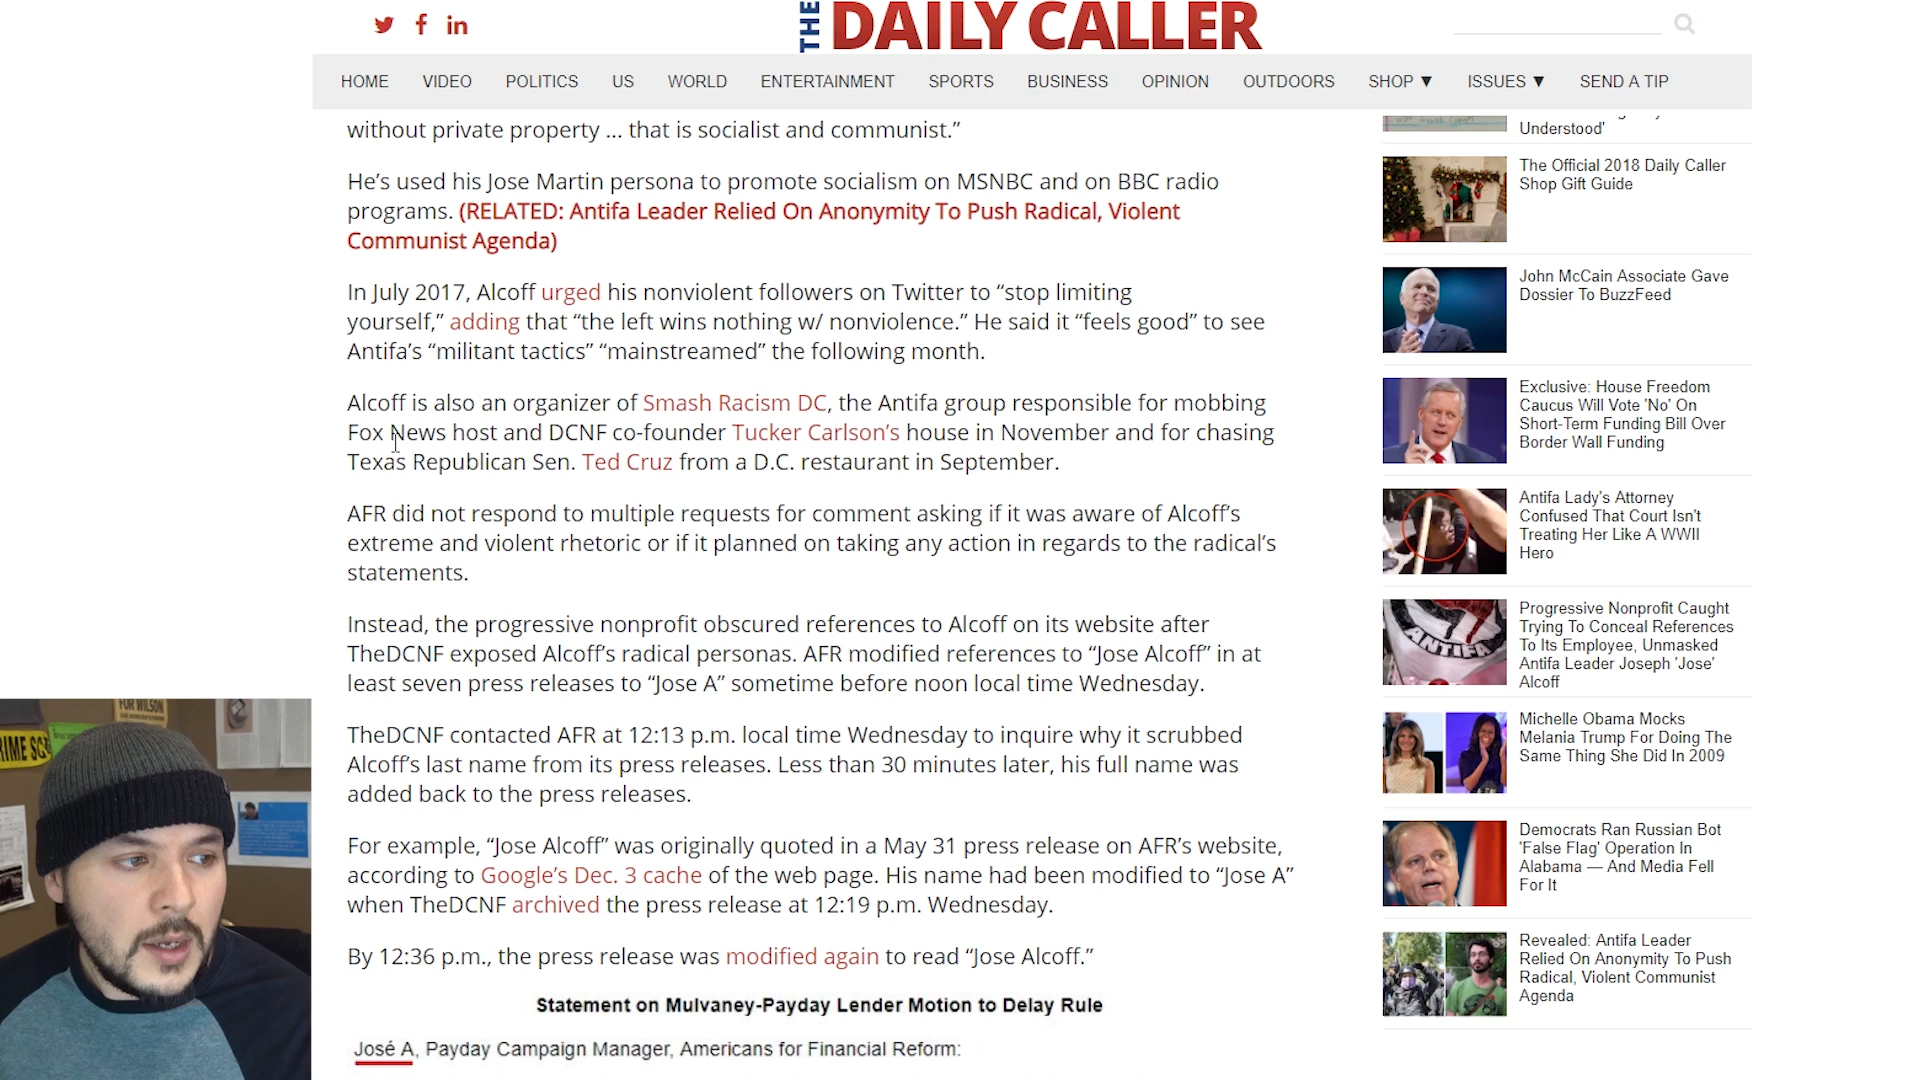 THE DAILY CALLER
HOME VIDEO POLITICS US WORLD ENTERTAINMENT SPORTS BUSINESS OPINION OUTDOORS SHOP ▼ ISSUES ▼ SEND A TIP
without private property ... that is socialist and communist.”
He’s used his Jose Martin persona to promote socialism on MSNBC and on BBC radio
programs. (RELATED: Antifa Leader Relied On Anonymity To Push Radical, Violent
Communist Agenda)
In July 2017, Alcoff urged his nonviolent followers on Twitter to “stop limiting
yourself,” adding that “the left wins nothing w/ nonviolence.” He said it “feels good” to see
Antifa’s “militant tactics” “mainstreamed” the following month.
Alcoff is also an organizer of Smash Racism DC, the Antifa group responsible for mobbing
Fox News host and DCNF co-founder Tucker Carlson’s house in November and for chasing
Texas Republican Sen. Ted Cruz from a D.C. restaurant in September.
AFR did not respond to multiple requests for comment asking if it was aware of Alcoff’s
extreme and violent rhetoric or if it planned on taking any action in regards to the radical’s
statements.
Instead, the progressive nonprofit obscured references to Alcoff on its website after
TheDCNF exposed Alcoff’s radical personas. AFR modified references to “Jose Alcoff” in at
least seven press releases to “Jose A” sometime before noon local time Wednesday.
TheDCNF contacted AFR at 12:13 p.m. local time Wednesday to inquire why it scrubbed
Alcoff’s last name from its press releases. Less than 30 minutes later, his full name was
added back to the press releases.
For example, “Jose Alcoff” was originally quoted in a May 31 press release on AFR’s website,
according to Google’s Dec. 3 cache of the web page. His name had been modified to “Jose A”
when TheDCNF archived the press release at 12:19 p.m. Wednesday.
By 12:36 p.m., the press release was modified again to read “Jose Alcoff.”
Statement on Mulvaney-Payday Lender Motion to Delay Rule
José A, Payday Campaign Manager, Americans for Financial Reform:
Understood'
The Official 2018 Daily Caller
Shop Gift Guide
John McCain Associate Gave
Dossier To BuzzFeed
Exclusive: House Freedom
Caucus Will Vote 'No' On
Short-Term Funding Bill Over
Border Wall Funding
Antifa Lady's Attorney
Confused That Court Isn't
Treating Her Like A WWII
Hero
Progressive Nonprofit Caught
Trying To Conceal References
To Its Employee, Unmasked
Antifa Leader Joseph 'Jose'
Alcoff
ANTIFA
Michelle Obama Mocks
Melania Trump For Doing The
Same Thing She Did In 2009
Democrats Ran Russian Bot
'False Flag' Operation In
Alabama — And Media Fell
For It
Revealed: Antifa Leader
Relied On Anonymity To Push
Radical, Violent Communist
Agenda
FOR WILSON